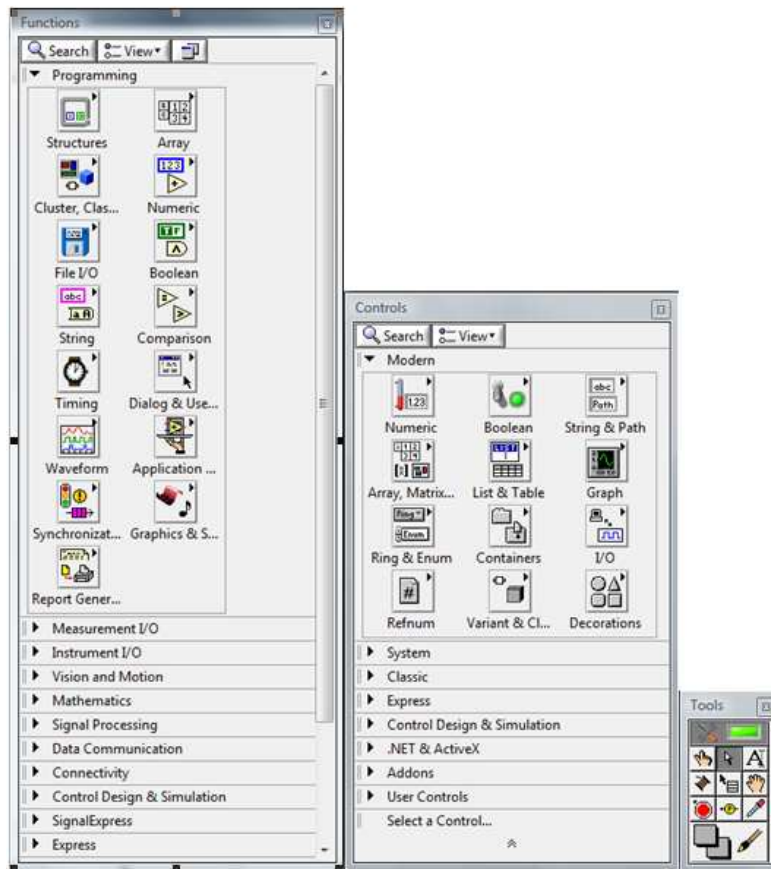 Functions
Search View
Programming
Structures Array
Cluster, Clas... Numeric
File I/O Boolean
String Comparison
Timing Dialog & Use...
Waveform Application ...
Synchronizat... Graphics & S...
Report Gener...
Measurement I/O
Instrument I/O
Vision and Motion
Mathematics
Signal Processing
Data Communication
Connectivity
Control Design & Simulation
SignalExpress
Express
Controls
Search View
Modern
Numeric Boolean String & Path
Array, Matrix... List & Table Graph
Ring & Enum Containers I/O
Refnum Variant & Cl... Decorations
System
Classic
Express
Control Design & Simulation
.NET & ActiveX
Addons
User Controls
Select a Control...
Tools